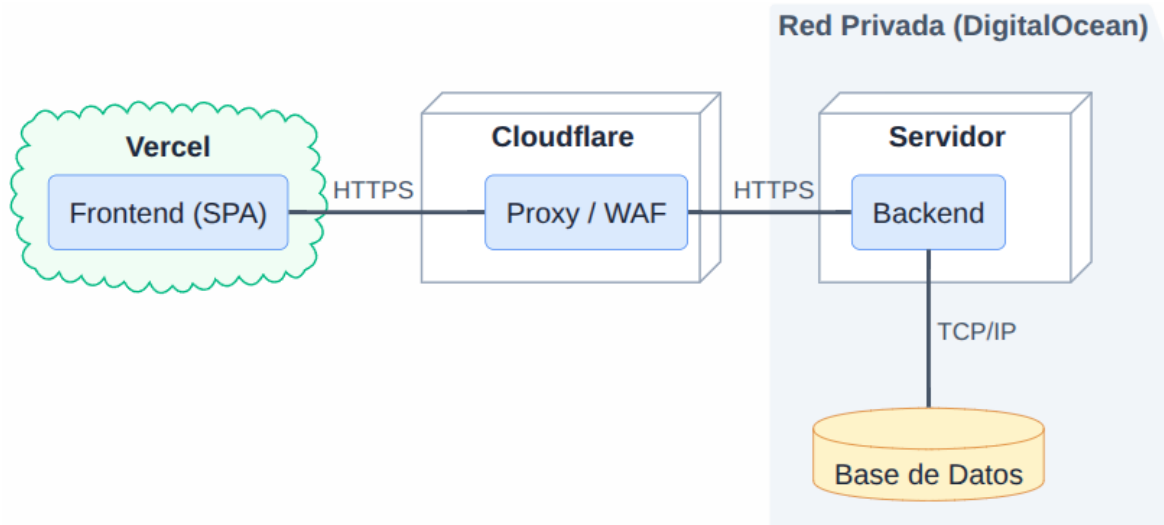 Red Privada (DigitalOcean)
Vercel
Frontend (SPA)
HTTPS
Cloudflare
Proxy / WAF
HTTPS
Servidor
Backend
TCP/IP
Base de Datos